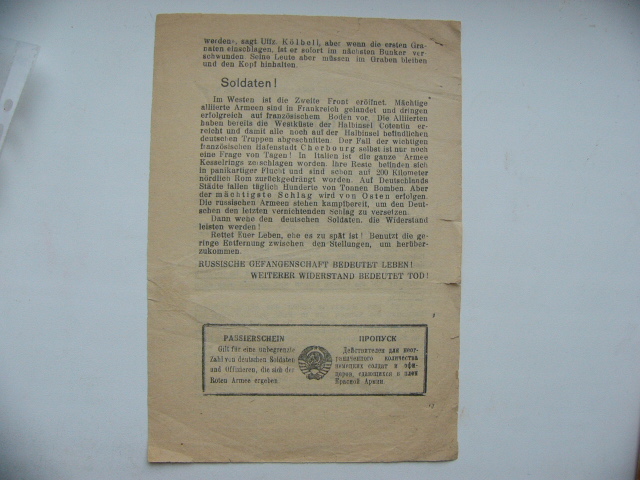 werden», sagt Uffz. Kölbell, aber wenn die ersten Gra-
naten einschlagen, ist er sofort im nächsten Bunker ver-
schwunden. Seine Leute aber müssen im Graben bleiben
und den Kopf hinhalten.
Soldaten!
Im Westen ist die Zweite Front eröffnet. Mächtige
alliierte Armeen sind in Frankreich gelandet und dringen
erfolgreich auf französischem Boden vor. Die Alliierten
haben bereits die Westküste der Halbinsel Cotentin er-
reicht und damit alle noch auf der Halbinsel befindlichen
deutschen Truppen abgeschnitten. Der Fall der wichtigen
französischen Hafenstadt Cherbourg selbst ist nur noch
eine Frage von Tagen! In Italien ist die ganze Armee
Kesselrings zerschlagen worden. Ihre Reste befinden sich
in panikartiger Flucht und sind schon auf 200 Kilometer
nördlich Rom zurückgedrängt worden. Auf Deutschlands
Städte fallen täglich Hunderte von Tonnen Bomben. Aber
der mächtigste Schlag wird von Osten erfolgen.
Die russischen Armeen stehen kampfbereit, um den Deut-
schen den letzten vernichtenden Schlag zu versetzen.
Dann wehe den deutschen Soldaten, die Widerstand
leisten werden!
Rettet Euer Leben, ehe es zu spät ist! Benutzt die ge-
ringe Entfernung zwischen den Stellungen, um herüber-
zukommen.
RUSSISCHE GEFANGENSCHAFT BEDEUTET LEBEN!
WEITERER WIDERSTAND BEDEUTET TOD!
PASSIERSCHEIN
Gilt für eine unbegrenzte
Zahl von deutschen Soldaten
und Offizieren, die sich der
Roten Armee ergeben
ПРОПУСК
Действителен для неог-
раниченного количества
немецких солдат и офи-
церов, сдающихся в плен
Красной Армии